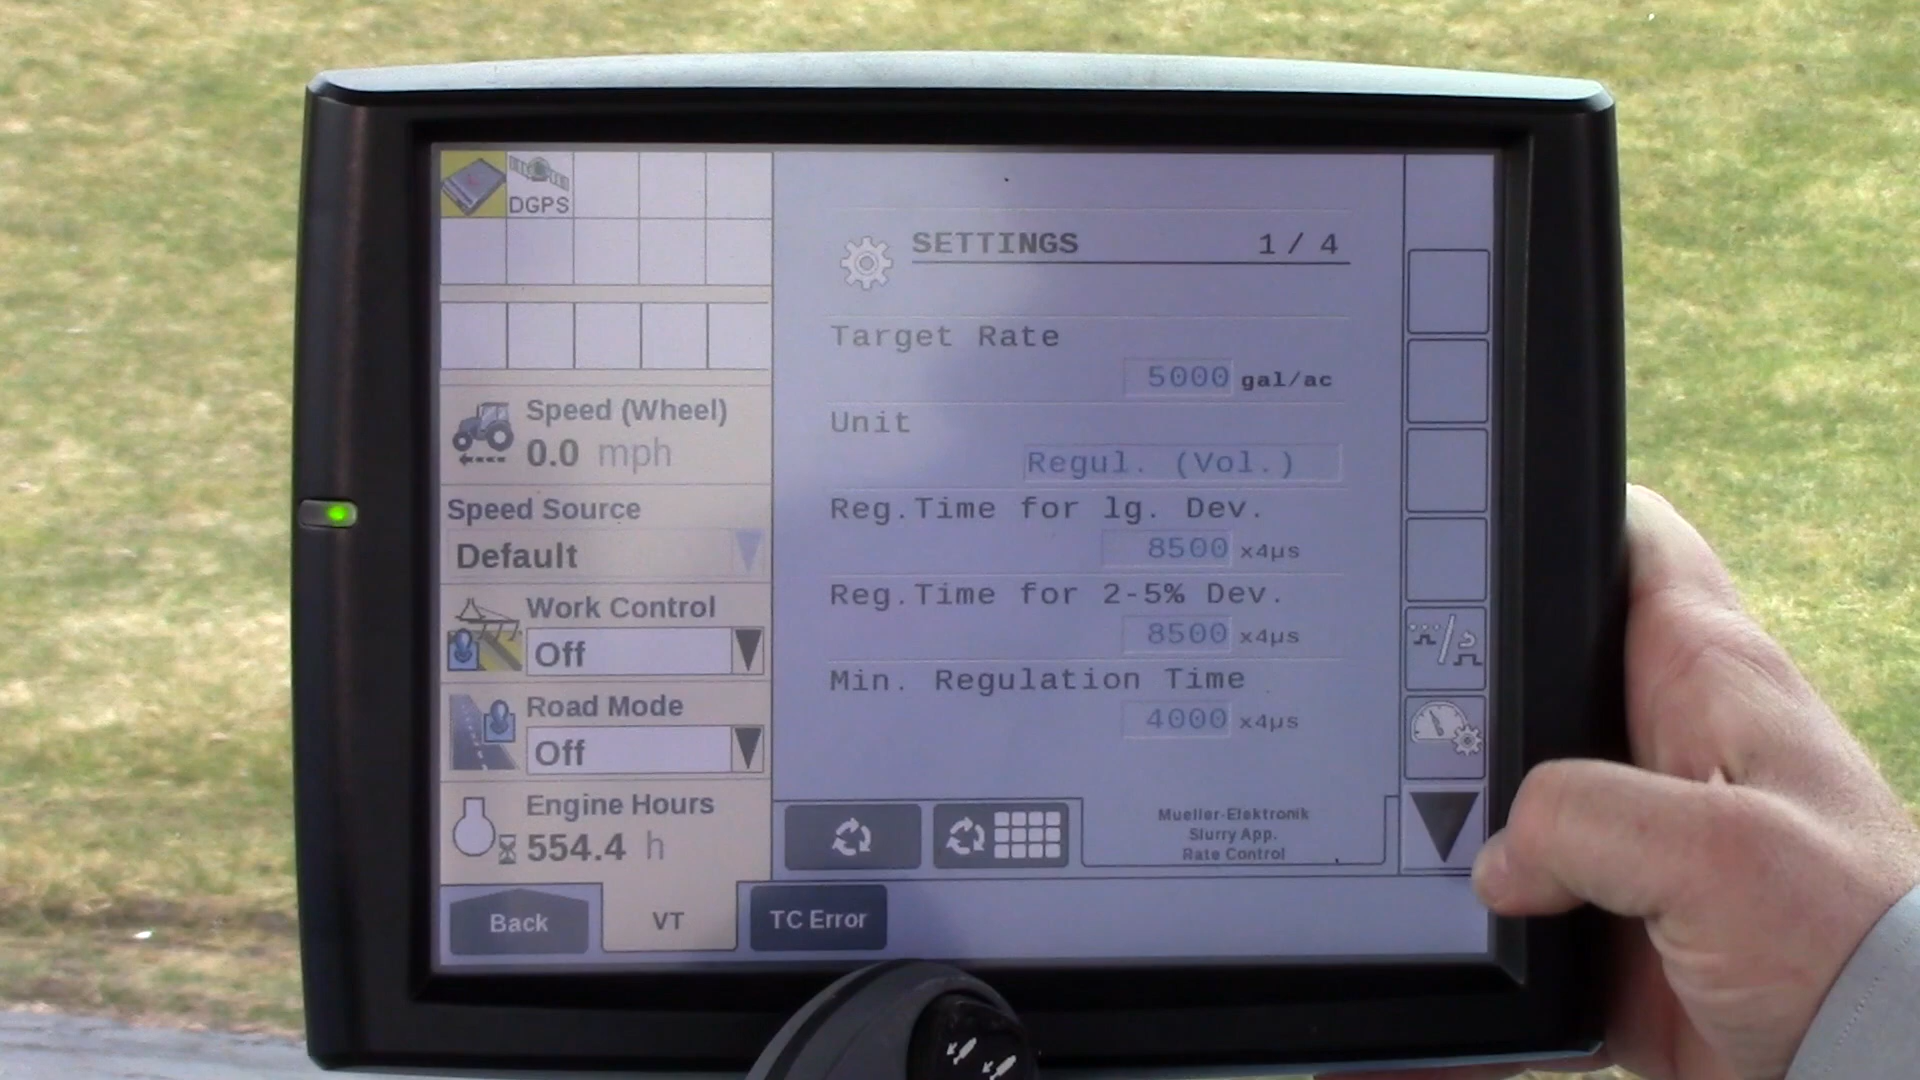 DGPS
Speed (Wheel)
0.0 mph
Speed Source
Default
Work Control
Off
Road Mode
Off
Engine Hours
554.4 h
SETTINGS 1 / 4
Target Rate
5000 gal/ac
Unit
Regul. (Vol.)
Reg.Time for lg. Dev.
8500 x4µs
Reg.Time for 2-5% Dev.
8500 x4µs
Min. Regulation Time
4000 x4µs
Mueller-Elektronik
Slurry App.
Rate Control
Back VT TC Error